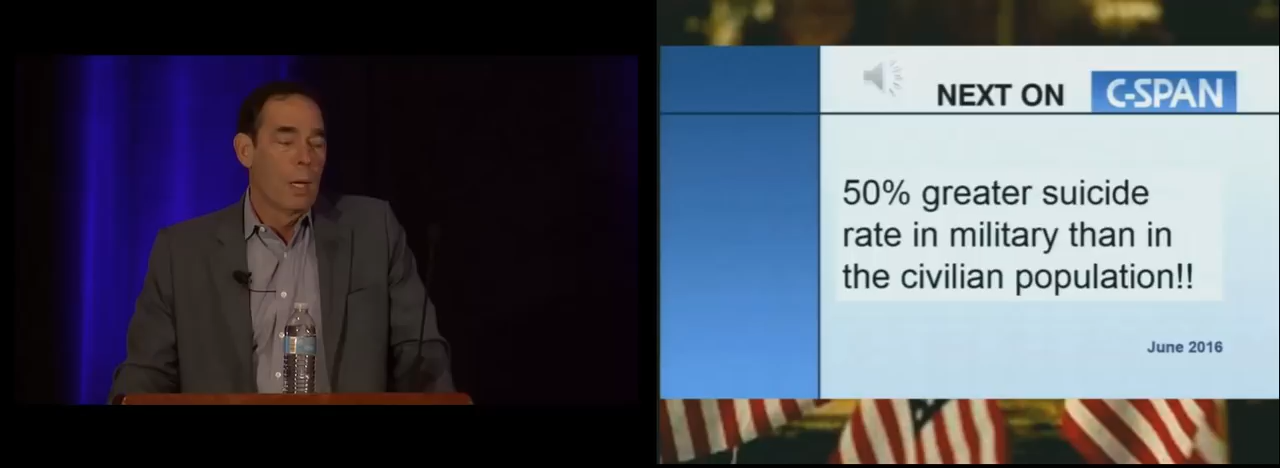 NEXT ON C-SPAN
50% greater suicide
rate in military than in
the civilian population!!
June 2016